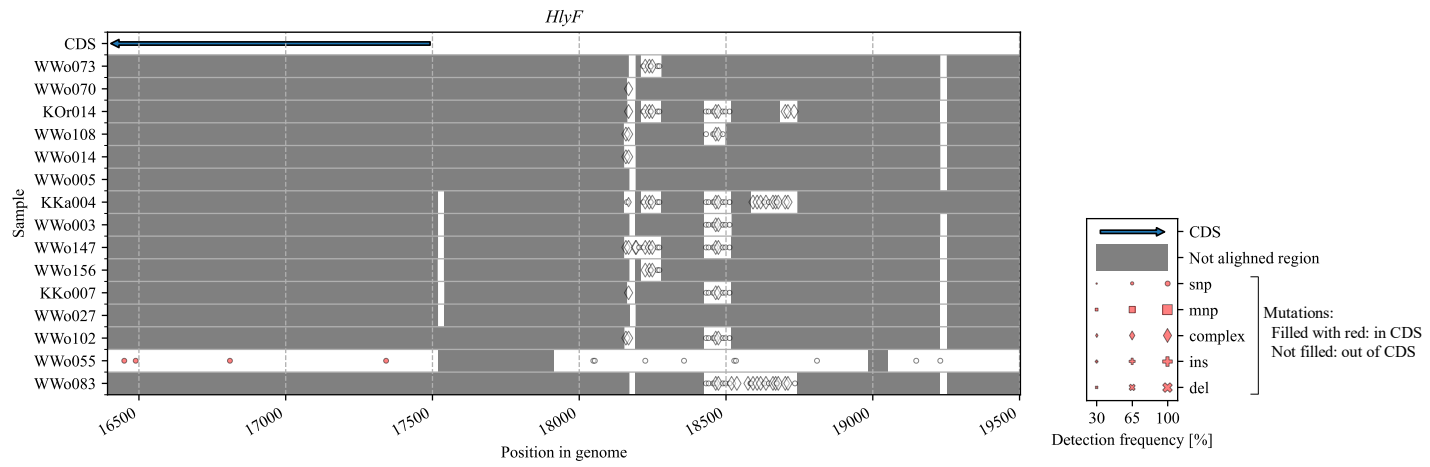 HlyF
CDS
WWo073
WWo070
KOr014
WWo108
WWo014
WWo005
KKa004
WWo003
WWo147
WWo156
KKo007
WWo027
WWo102
WWo055
WWo083
Sample
16500
17000
17500
18000
18500
19000
19500
Position in genome
CDS
Not alighned region
snp
mnp
complex
ins
del
Mutations:
Filled with red: in CDS
Not filled: out of CDS
30
65
100
Detection frequency [%]